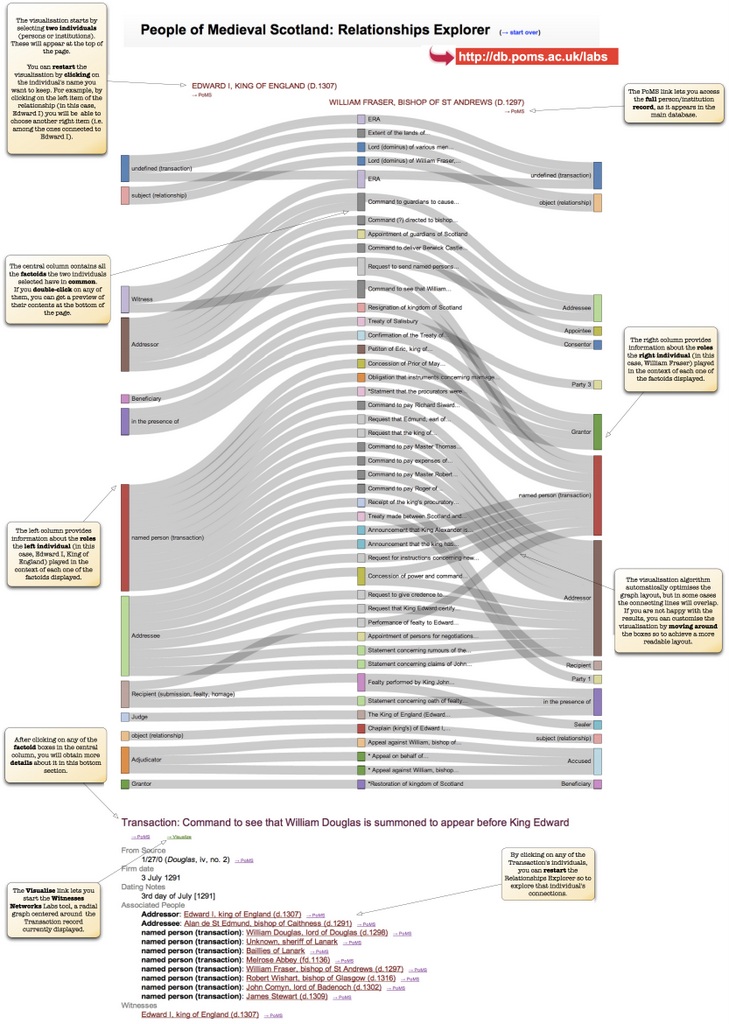 People of Medieval Scotland: Relationships Explorer (→ start over)
http://db.poms.ac.uk/labs
The visualisation starts by
selecting two individuals
(persons or institutions).
These will appear at the top of
the page.
You can restart the
visualisation by clicking on
the individual's name you
want to keep. For example, by
clicking on the left item of the
relationship (in this case,
Edward I) you will be able to
choose another right item (i.e.
among the ones connected to
Edward I).
EDWARD I, KING OF ENGLAND (D.1307)
→ PoMS
WILLIAM FRASER, BISHOP OF ST ANDREWS (D.1297)
→ PoMS
The PoMS link lets you access
the full person/institution
record, as it appears in the
main database.
The central column contains all
the factoids the two individuals
selected have in common.
If you double-click on any of
them, you can get a preview of
their contents at the bottom of
the page.
The left column provides
information about the roles
the left individual (in this
case, Edward I, King of
England) played in the
context of each one of the
factoids displayed.
undefined (transaction)
subject (relationship)
Witness
Addressor
Beneficiary
in the presence of
named person (transaction)
Addressee
Recipient (submission, fealty, homage)
Judge
object (relationship)
Adjudicator
Grantor
ERA
Extent of the lands of...
Lord (dominus) of various men...
Lord (dominus) of William Fraser,...
ERA
Command to guardians to cause...
Command (?) directed to bishop...
Appointment of guardians of Scotland
Command to deliver Berwick Castle...
Request to send named persons...
Command to see that William...
Resignation of kingdom of Scotland
Treaty of Salisbury
Confirmation of the Treaty of...
Petition of Eric, king of...
Concession of Prior of May...
Obligation that instruments concerning marriage...
*Statment that the procurators were...
Command to pay Richard Siward...
Request that Edmund, earl of...
Request that the king of...
Command to pay Master Thomas...
Command to pay expenses of...
Command to pay Master Robert...
Command to pay Roger of...
Receipt of the king's procuratory...
Treaty made between Scotland and...
Announcement that King Alexander is...
Announcement that the king has...
Request for instructions concerning how...
Concession of power and command...
Request to give credence to...
Request that King Edward certify...
Performance of fealty to Edward...
Appointment of persons for negotiations...
Statement concerning rumours of the...
Statement concerning claims of John...
Fealty performed by King John...
Statement concerning oath of fealty...
The King of England (Edward...
Chaplain (king's) of Edward I,...
Appeal against William, bishop of...
* Appeal on behalf of...
* Appeal against William, bishop...
*Restoration of kingdom of Scotland
undefined (transaction)
object (relationship)
Addressee
Appointee
Consentor
Party 3
Grantor
named person (transaction)
Addressor
Recipient
Party 1
in the presence of
Sealer
subject (relationship)
Accused
Beneficiary
The right column provides
information about the roles
the right individual (in this
case, William Fraser) played
in the context of each one of
the factoids displayed.
The visualisation algorithm
automatically optimises the
graph layout, but in some cases
the connecting lines will overlap.
If you are not happy with the
results, you can customise the
visualisation by moving around
the boxes so to achieve a more
readable layout.
After clicking on any of the
factoid boxes in the central
column, you will obtain more
details about it in this bottom
section.
Transaction: Command to see that William Douglas is summoned to appear before King Edward
→ PoMS → Visualise
From Source
1/27/0 (Douglas, iv, no. 2) → PoMS
Firm date
3 July 1291
Dating Notes
3rd day of July [1291]
Associated People
Addressor: Edward I, king of England (d.1307) → PoMS
Addressee: Alan de St Edmund, bishop of Caithness (d.1291) → PoMS
named person (transaction): William Douglas, lord of Douglas (d.1298) → PoMS
named person (transaction): Unknown, sheriff of Lanark → PoMS
named person (transaction): Baillies of Lanark → PoMS
named person (transaction): Melrose Abbey (fd.1136) → PoMS
named person (transaction): William Fraser, bishop of St Andrews (d.1297) → PoMS
named person (transaction): Robert Wishart, bishop of Glasgow (d.1316) → PoMS
named person (transaction): John Comyn, lord of Badenoch (d.1302) → PoMS
named person (transaction): James Stewart (d.1309) → PoMS
Witnesses
Edward I, king of England (d.1307) → PoMS
The Visualise link lets you
start the Witnesses
Networks Labs tool, a radial
graph centered around the
Transaction record
currently displayed.
By clicking on any of the
Transaction's individuals,
you can restart the
Relationships Explorer so to
explore that individual's
connections.